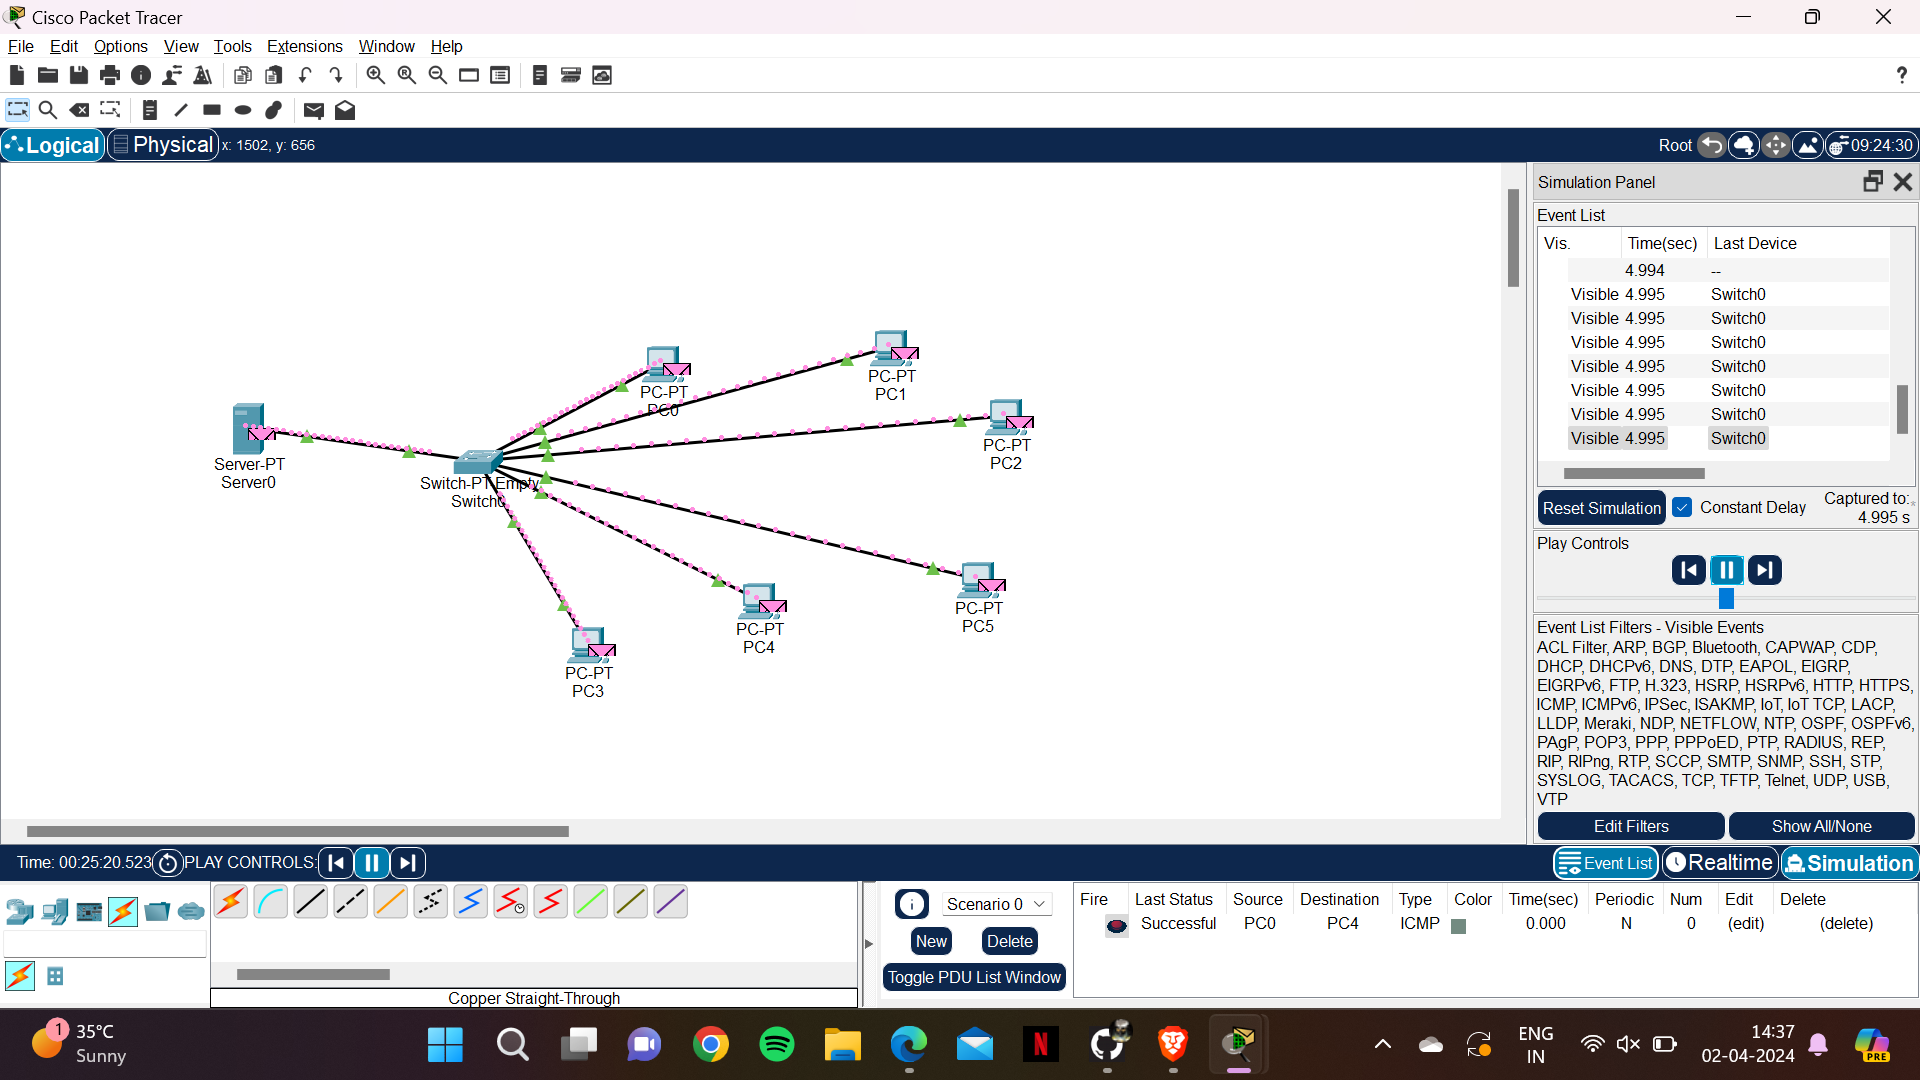 Cisco Packet Tracer
File Edit Options View Tools Extensions Window Help
?
Logical Physical x: 1502, y: 656 Root 09:24:30
Simulation Panel
Event List
Vis. Time(sec) Last Device
4.994 --
Visible 4.995 Switch0
Visible 4.995 Switch0
Visible 4.995 Switch0
Visible 4.995 Switch0
Visible 4.995 Switch0
Visible 4.995 Switch0
Visible 4.995 Switch0
Reset Simulation Constant Delay Captured to:
4.995 s
Play Controls
Event List Filters - Visible Events
ACL Filter, ARP, BGP, Bluetooth, CAPWAP, CDP,
DHCP, DHCPv6, DNS, DTP, EAPOL, EIGRP,
EIGRPv6, FTP, H.323, HSRP, HSRPv6, HTTP, HTTPS,
ICMP, ICMPv6, IPSec, ISAKMP, IoT, IoT TCP, LACP,
LLDP, Meraki, NDP, NETFLOW, NTP, OSPF, OSPFv6,
PAgP, POP3, PPP, PPPoED, PTP, RADIUS, REP,
RIP, RIPng, RTP, SCCP, SMTP, SNMP, SSH, STP,
SYSLOG, TACACS, TCP, TFTP, Telnet, UDP, USB,
VTP
Edit Filters Show All/None
PC-PT
PC0
PC-PT
PC1
PC-PT
PC2
Server-PT
Server0
Switch-PT-Empty
Switch0
PC-PT
PC5
PC-PT
PC4
PC-PT
PC3
Time: 00:25:20.523 PLAY CONTROLS: Event List Realtime Simulation
Scenario 0
New Delete
Toggle PDU List Window
Fire Last Status Source Destination Type Color Time(sec) Periodic Num Edit Delete
Successful PC0 PC4 ICMP 0.000 N 0 (edit) (delete)
Copper Straight-Through
1 35°C
Sunny
N
ENG
IN
14:37
02-04-2024
PRE